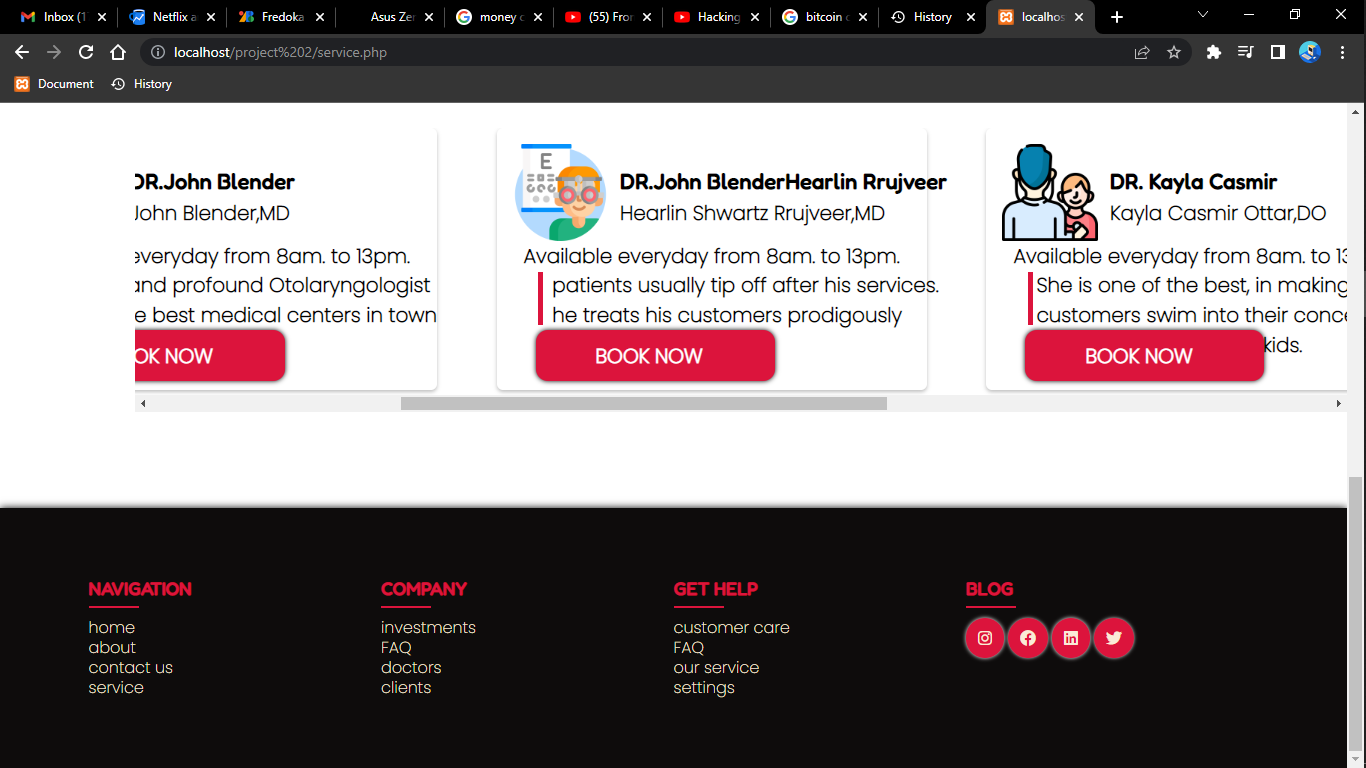 Inbox (1
Netflix a
Fredoka
Asus Zen
money c
(55) Fror
Hacking
bitcoin c
History
localhos
localhost/project%202/service.php
Document
History
DR.John Blender
John Blender,MD
everyday from 8am. to 13pm.
and profound Otolaryngologist
e best medical centers in town
OK NOW
E
DR.John BlenderHearlin Rrujveer
Hearlin Shwartz Rrujveer,MD
Available everyday from 8am. to 13pm.
patients usually tip off after his services.
he treats his customers prodigously
BOOK NOW
DR. Kayla Casmir
Kayla Casmir Ottar,DO
Available everyday from 8am. to 13
She is one of the best, in making
customers swim into their conce
kids.
BOOK NOW
NAVIGATION
home
about
contact us
service
COMPANY
investments
FAQ
doctors
clients
GET HELP
customer care
FAQ
our service
settings
BLOG